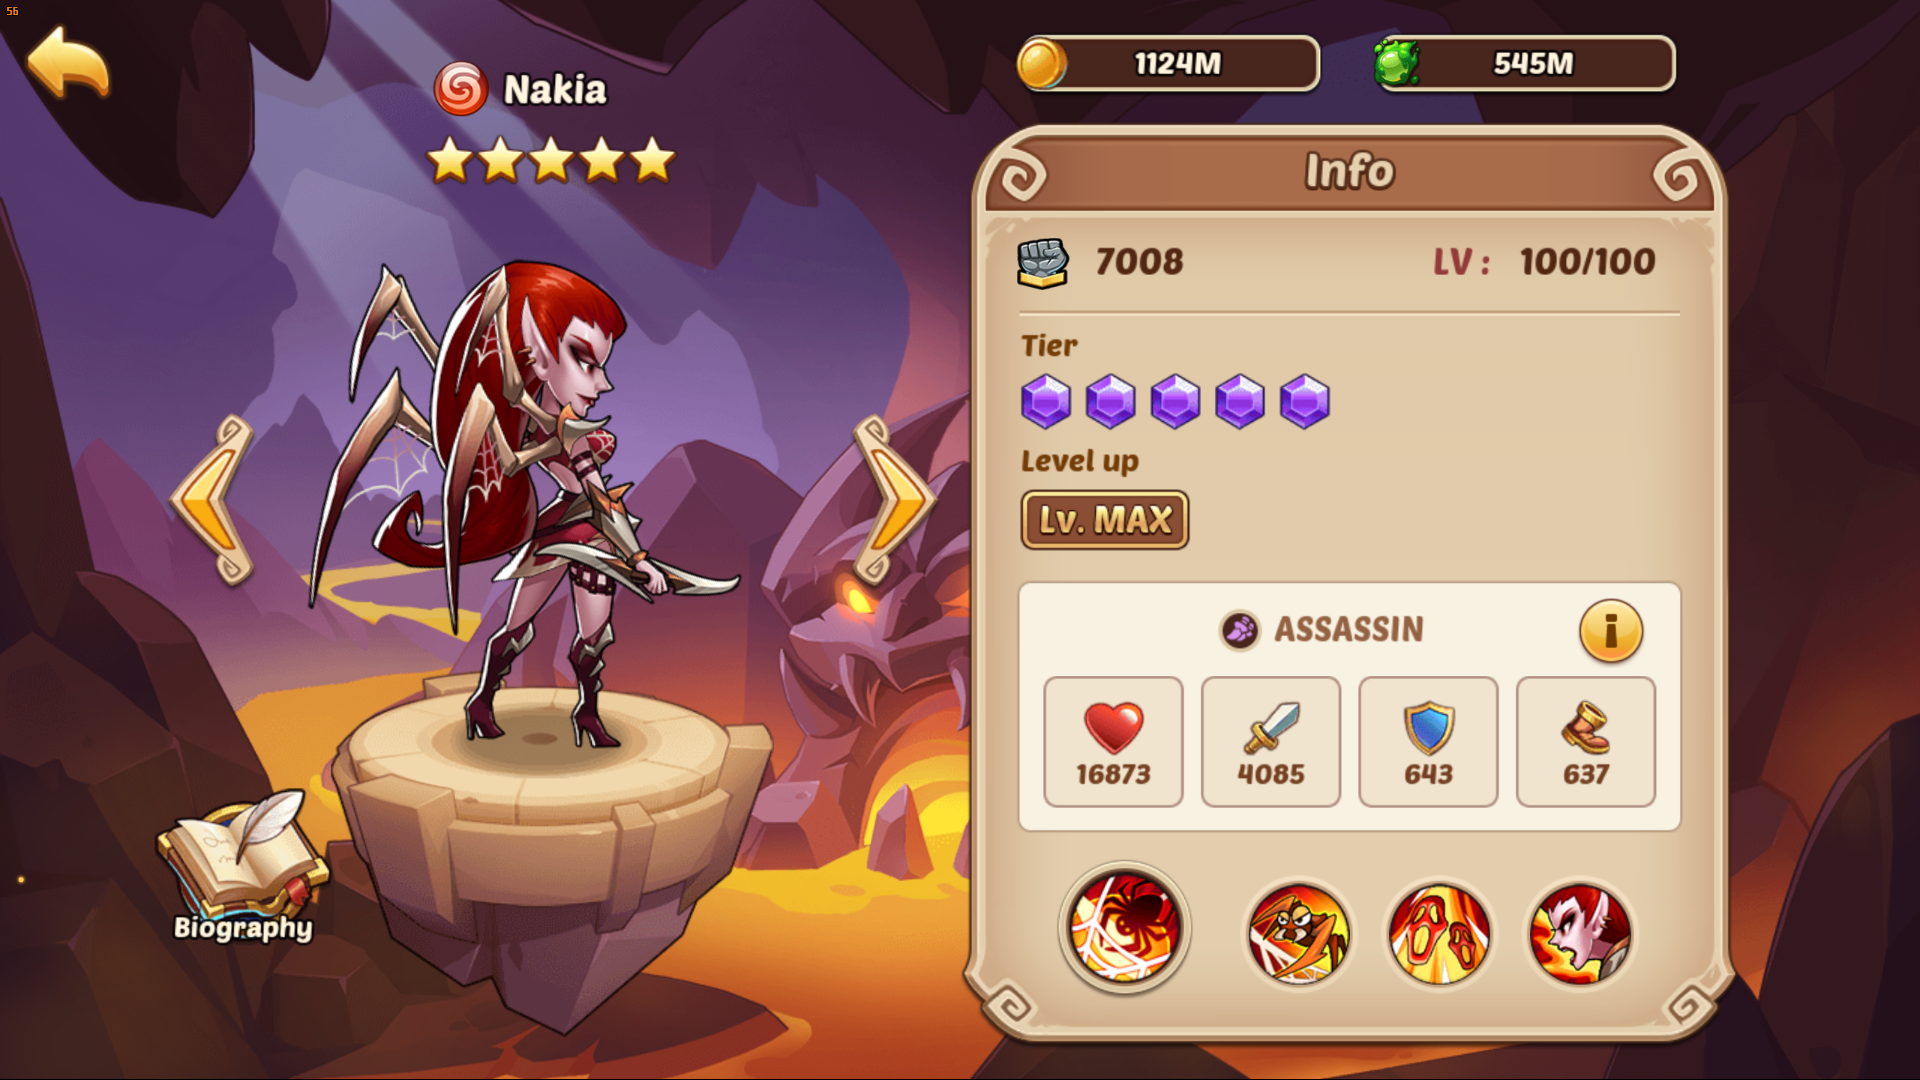 56
Nakia
1124M
545M
Info
7008
LV : 100/100
Tier
Level up
Lv. MAX
ASSASSIN
16873
4085
643
637
Biography